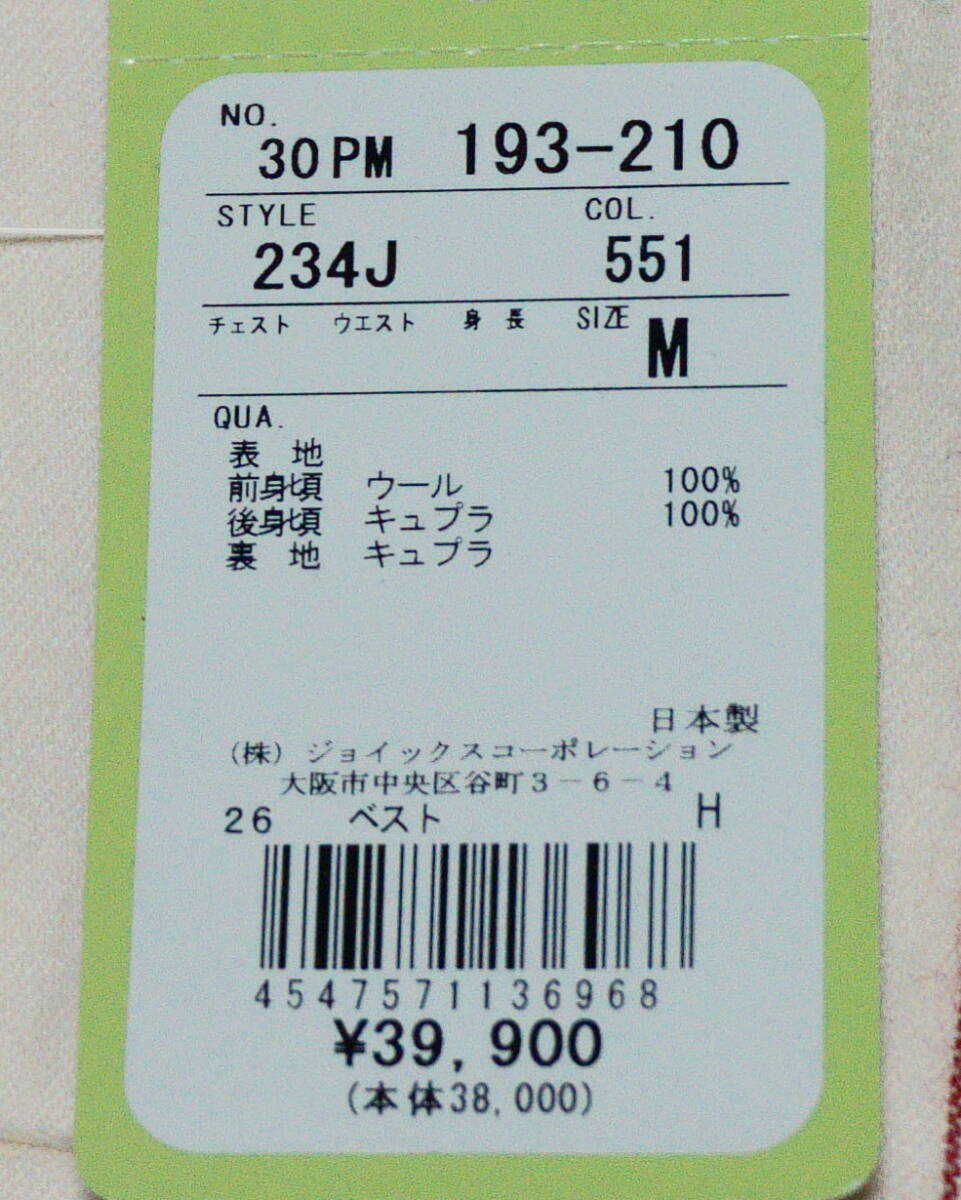 NO.
30PM 193-210
STYLE COL.
234J 551
チェスト ウエスト 身長 SIZE M
QUA.
表 地
前身頃 ウール 100%
後身頃 キュプラ 100%
裏 地 キュプラ
日本製
(株) ジョイックスコーポレーション
大阪市中央区谷町3-6-4
26 ベスト H
4547571136968
¥39,900
(本体38,000)